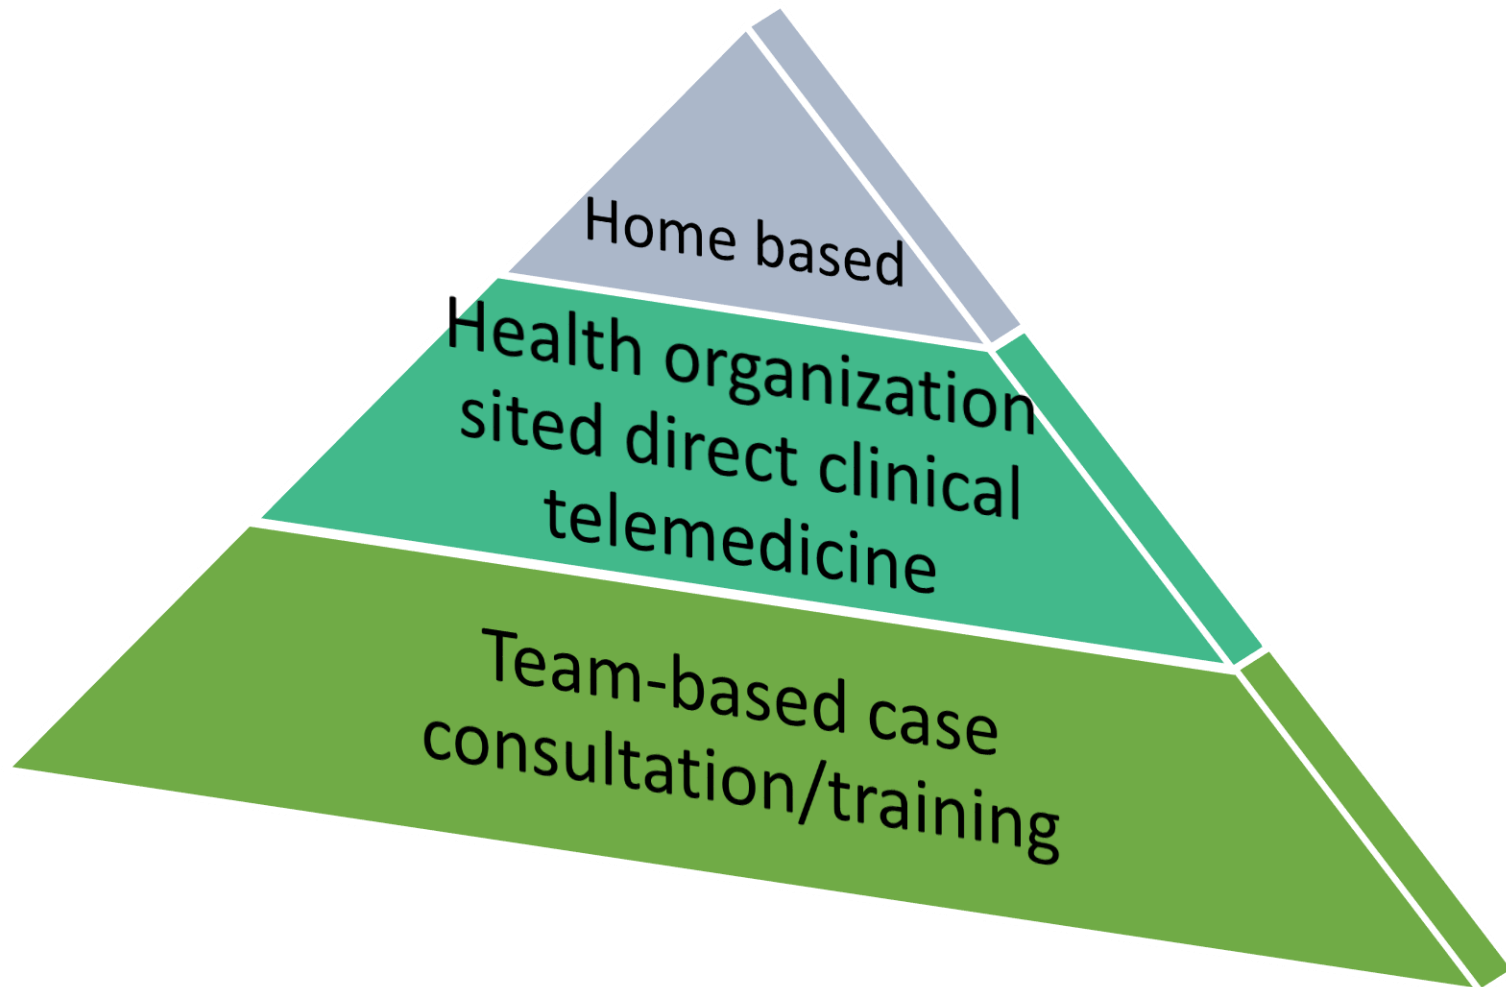 Home based
Health organization
sited direct clinical
telemedicine
Team-based case
consultation/training